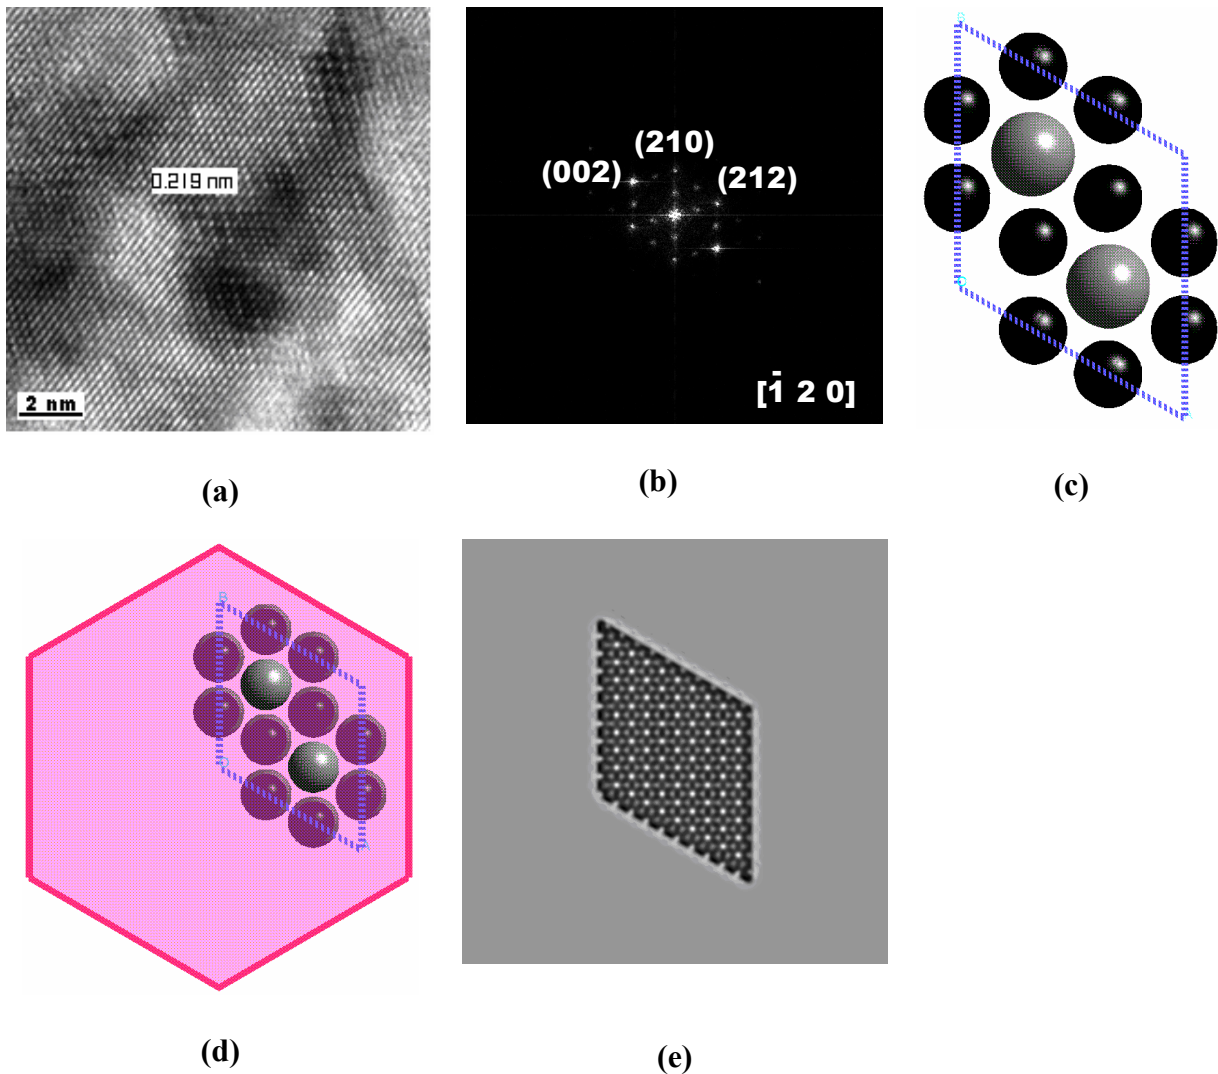 0.219 nm
2 nm
(210)
(002)
(212)
[1̄ 2 0]
B
O
A
(a)
(b)
(c)
B
O
A
(d)
(e)